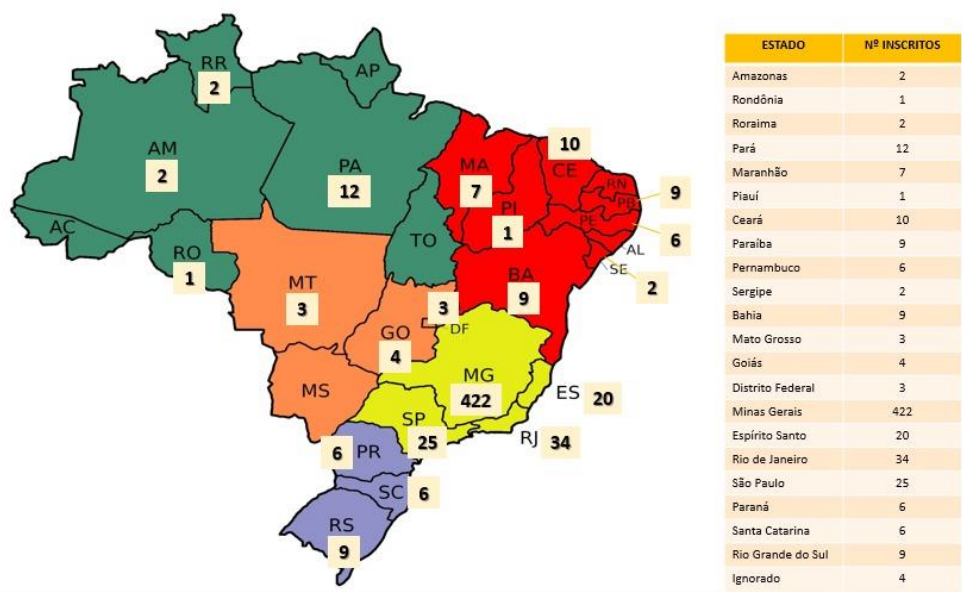 RR
2
AP
AM
2
PA
12
MA
7
10
CE
RN
PB
9
PI
1
PE
6
AC
RO
1
TO
AL
SE
2
MT
3
BA
9
3
DF
GO
4
MS
MG
422
ES
20
SP
25
RJ
34
6
PR
SC
6
RS
9
ESTADO Nº INSCRITOS
Amazonas 2
Rondônia 1
Roraima 2
Pará 12
Maranhão 7
Piauí 1
Ceará 10
Paraíba 9
Pernambuco 6
Sergipe 2
Bahia 9
Mato Grosso 3
Goiás 4
Distrito Federal 3
Minas Gerais 422
Espírito Santo 20
Rio de Janeiro 34
São Paulo 25
Paraná 6
Santa Catarina 6
Rio Grande do Sul 9
Ignorado 4